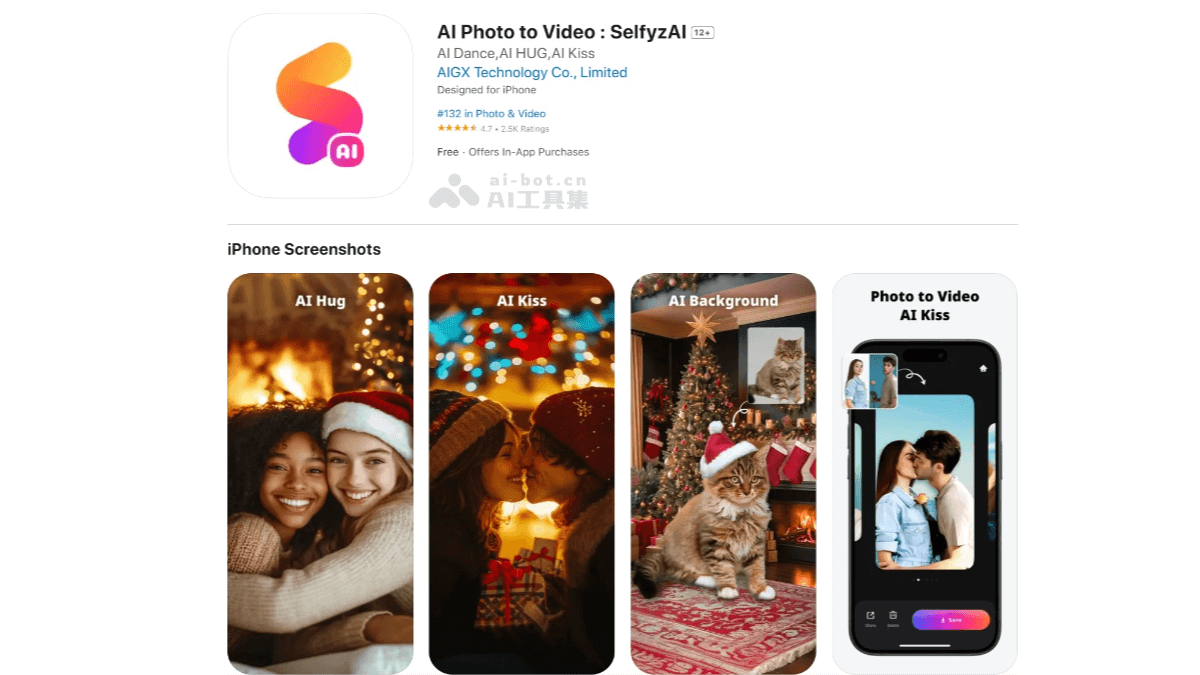 AI Photo to Video : SelfyzAI 12+
AI Dance,AI HUG,AI Kiss
AIGX Technology Co., Limited
Designed for iPhone
#132 in Photo & Video
★★★★★ 4.7 • 2.5K Ratings
Free · Offers In-App Purchases
AI
ai-bot.cn
AI工具集
iPhone Screenshots
AI Hug
AI Kiss
AI Background
Photo to Video
AI Kiss
Share
Delete
Save